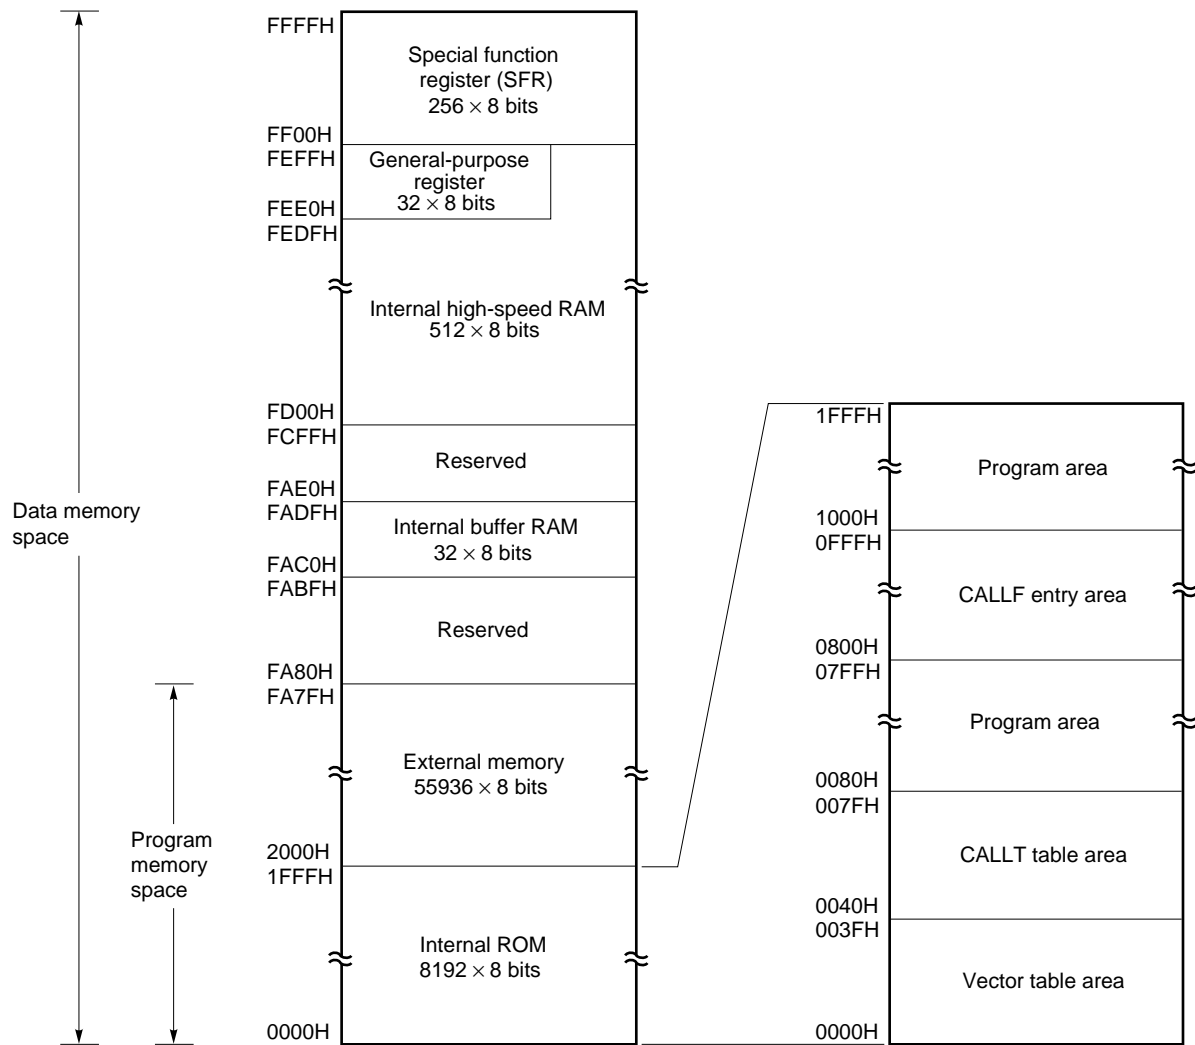 FFFFH
Special function
register (SFR)
256 × 8 bits
FF00H
FEFFH
General-purpose
register
32 × 8 bits
FEE0H
FEDFH
Internal high-speed RAM
512 × 8 bits
FD00H
FCFFH
Reserved
FAE0H
FADFH
Internal buffer RAM
32 × 8 bits
FAC0H
FABFH
Reserved
FA80H
FA7FH
External memory
55936 × 8 bits
2000H
1FFFH
Internal ROM
8192 × 8 bits
0000H
Data memory
space
Program
memory
space
1FFFH
Program area
1000H
0FFFH
CALLF entry area
0800H
07FFH
Program area
0080H
007FH
CALLT table area
0040H
003FH
Vector table area
0000H